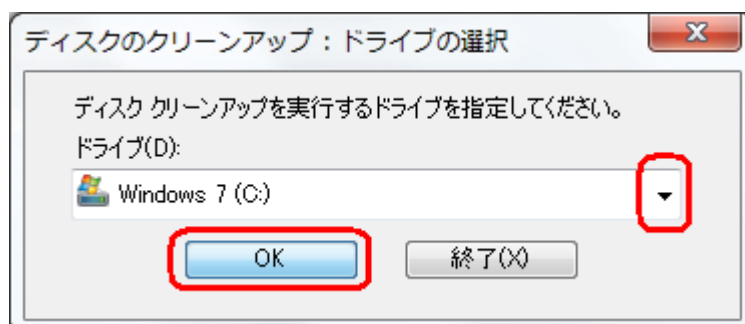 ディスクのクリーンアップ：ドライブの選択
ディスク クリーンアップを実行するドライブを指定してください。
ドライブ(D):
Windows 7 (C:)
OK 終了(X)